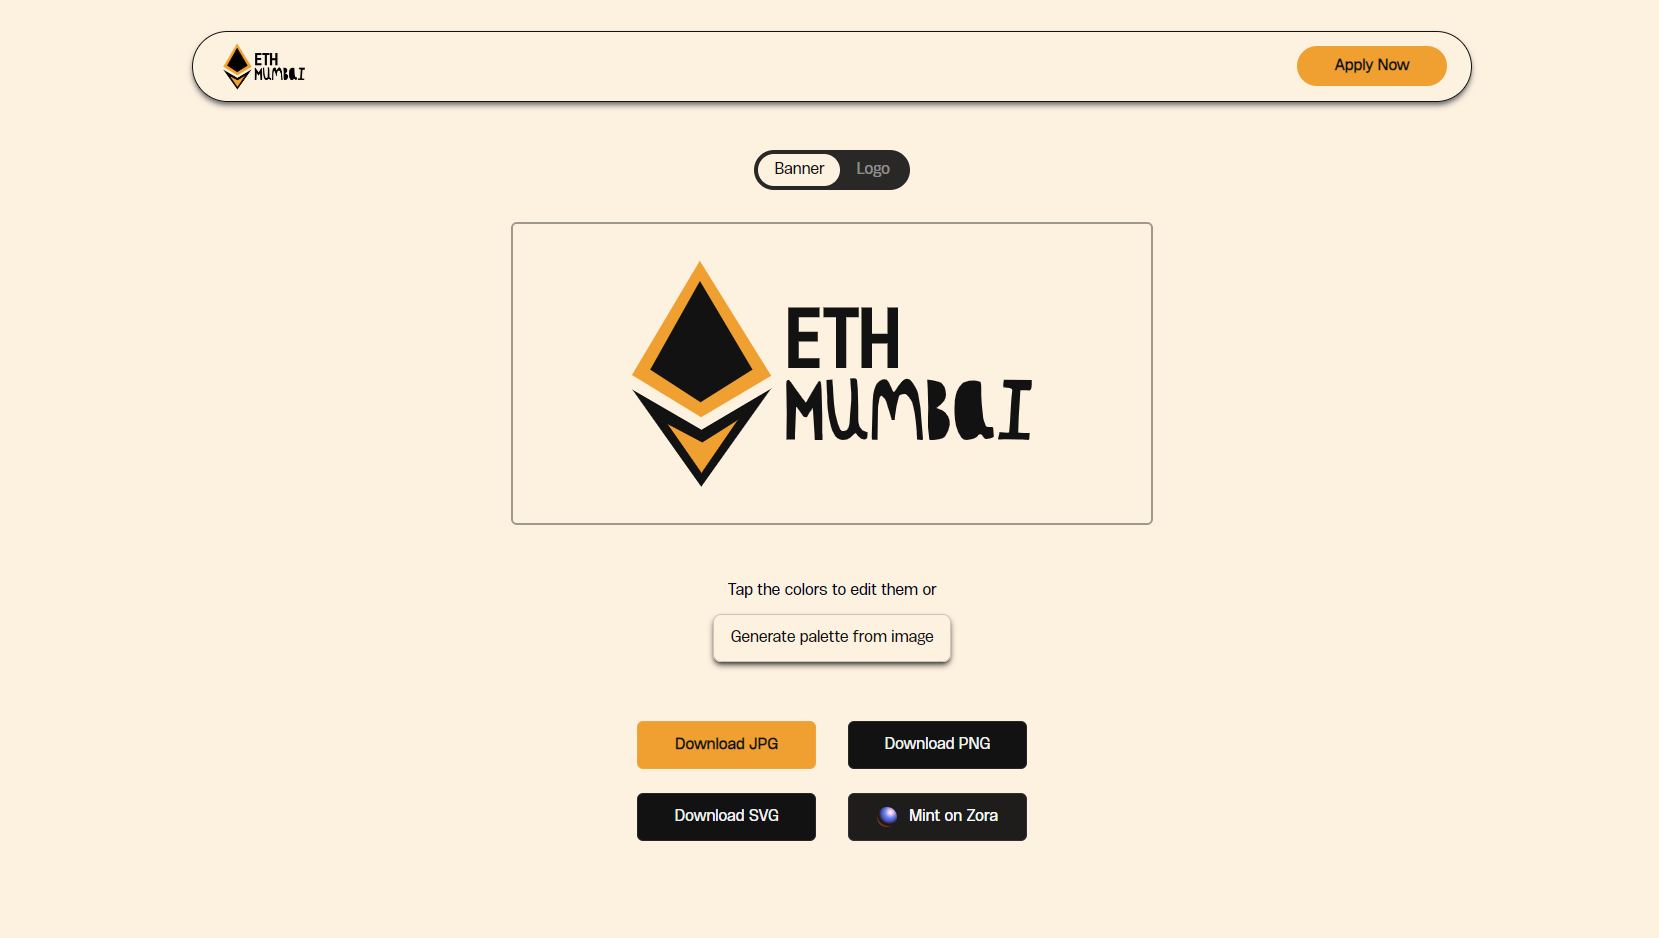 ETH
MUMBAI
Apply Now
Banner
Logo
ETH
MUMBAI
Tap the colors to edit them or
Generate palette from image
Download JPG
Download PNG
Download SVG
Mint on Zora